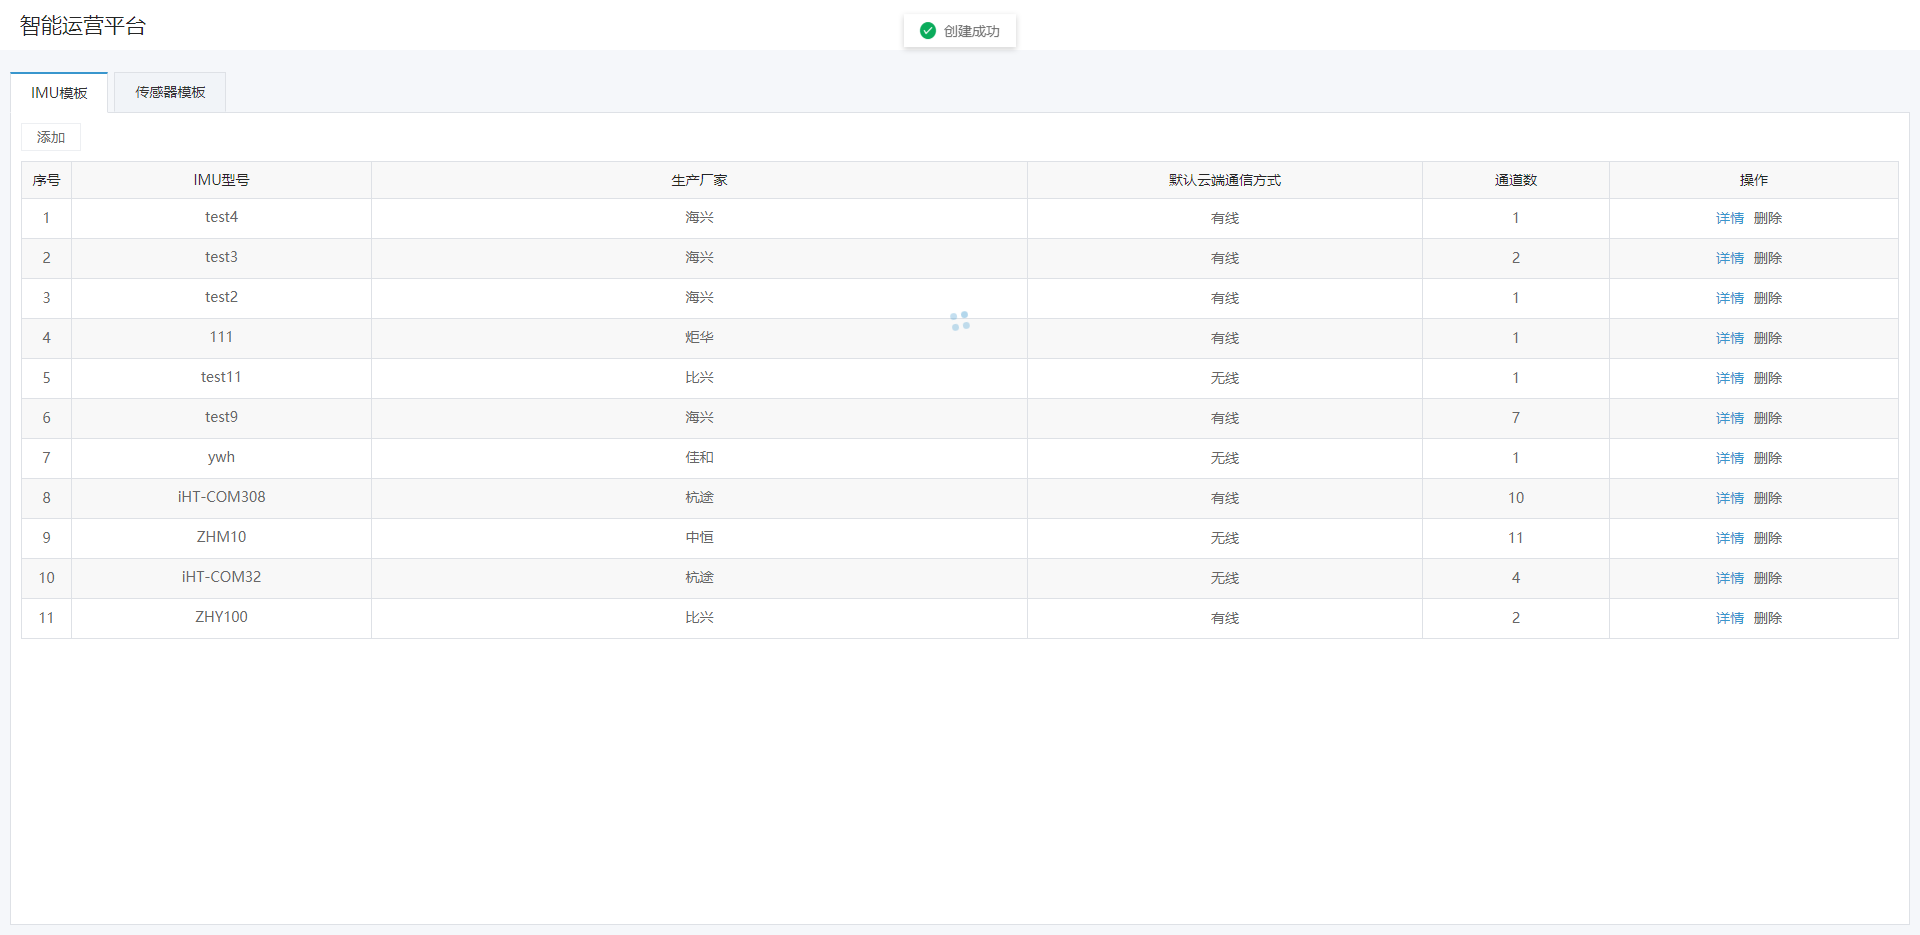 智能运营平台
创建成功
IMU模板 传感器模板
添加
序号 IMU型号 生产厂家 默认云端通信方式 通道数 操作
1 test4 海兴 有线 1 详情 删除
2 test3 海兴 有线 2 详情 删除
3 test2 海兴 有线 1 详情 删除
4 111 炬华 有线 1 详情 删除
5 test11 比兴 无线 1 详情 删除
6 test9 海兴 有线 7 详情 删除
7 ywh 佳和 无线 1 详情 删除
8 iHT-COM308 杭途 有线 10 详情 删除
9 ZHM10 中恒 无线 11 详情 删除
10 iHT-COM32 杭途 无线 4 详情 删除
11 ZHY100 比兴 有线 2 详情 删除